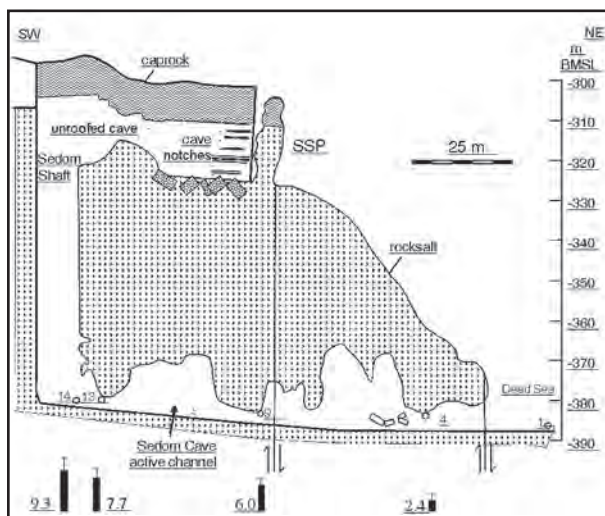 SW
NE
m
BMSL
caprock
-300
unroofed cave
cave
notches
-310
SSP
25 m
Sedom
Shaft
-320
-330
rocksalt
-340
-350
-360
-370
Dead Sea
14
13
9
4
1
-380
Sedom Cave
active channel
-390
9.3
7.7
6.0
2.4